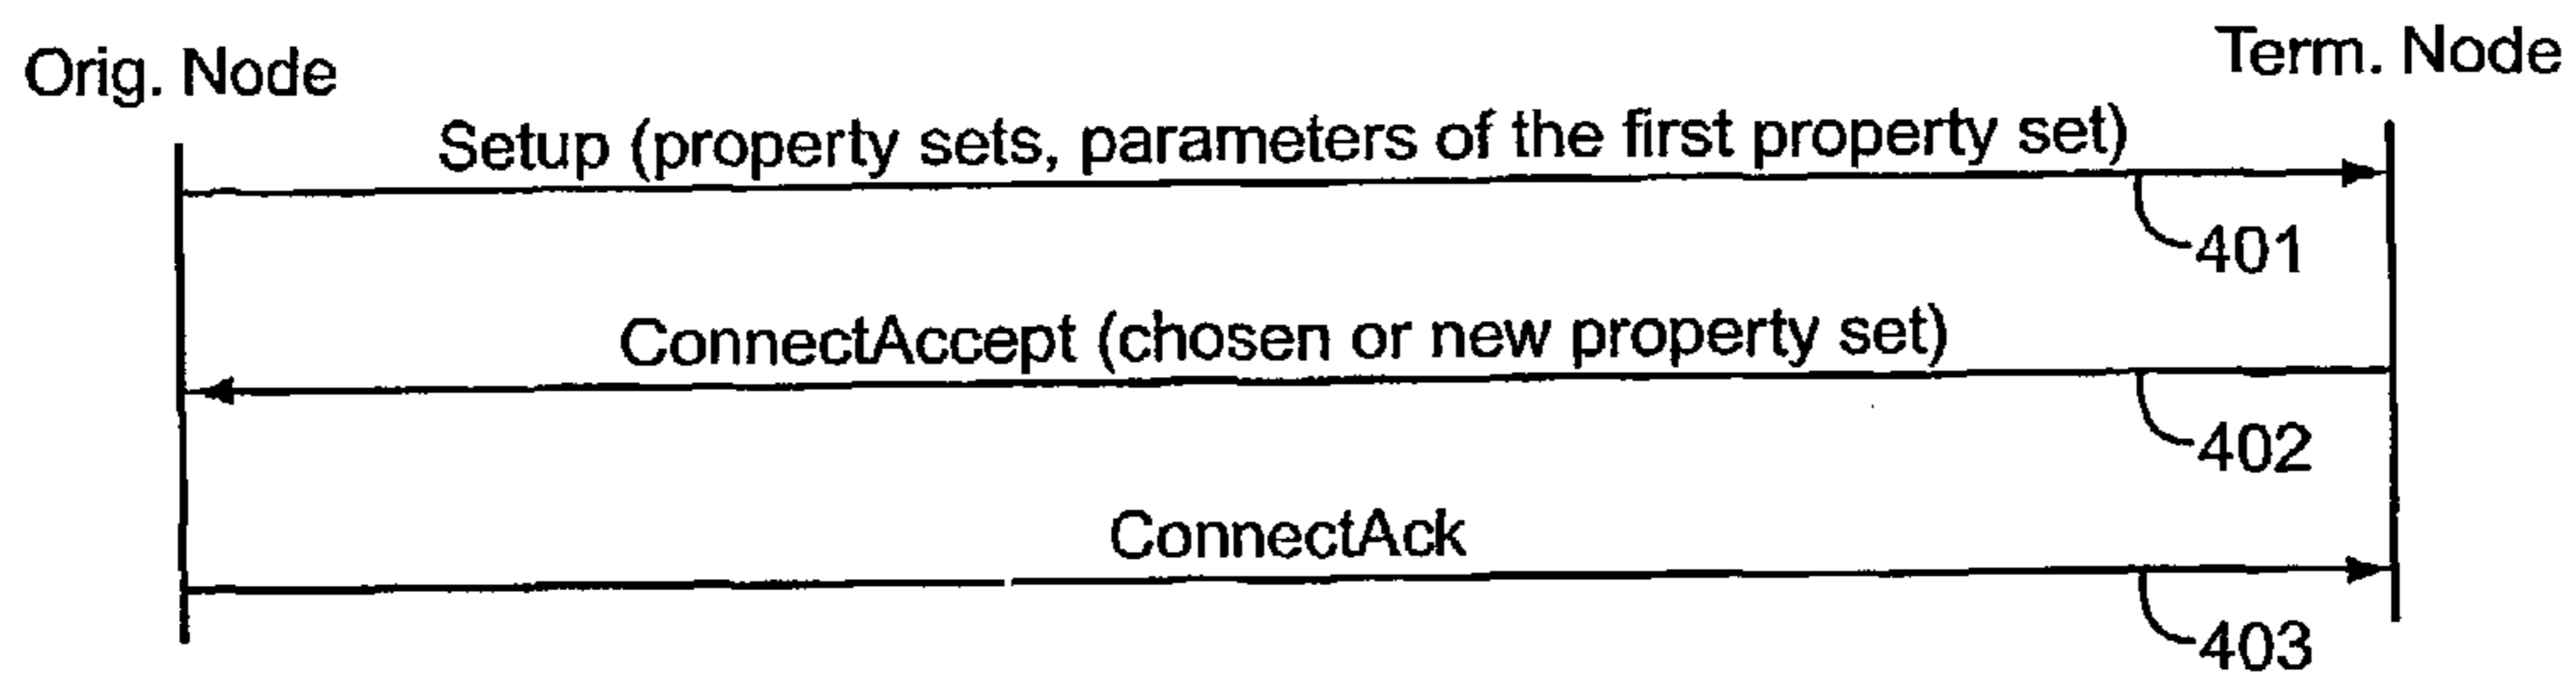 Orig. Node
Term. Node
Setup (property sets, parameters of the first property set)
401
ConnectAccept (chosen or new property set)
402
ConnectAck
403